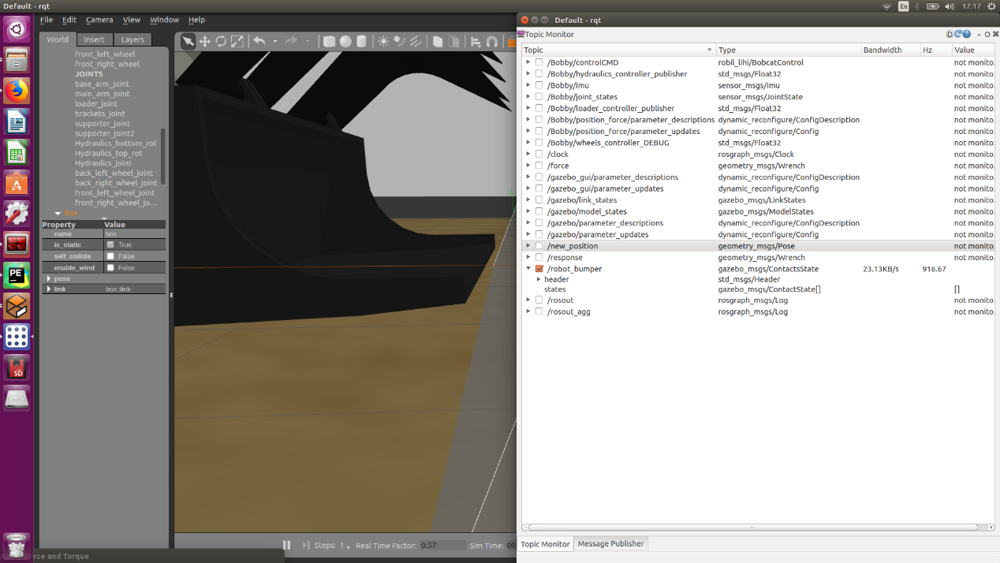 Default - rqt
En
17:17
File Edit Camera View Window Help
World Insert Layers
front_left_wheel
front_right_wheel
JOINTS
base_arm_joint
main_arm_joint
loader_joint
brackets_joint
supporter_joint
supporter_joint2
Hydraulics_bottom_rot
Hydraulics_top_rot
Hydraulics_joint
back_left_wheel_joint
back_right_wheel_joint
front_left_wheel_joint
front_right_wheel_jo...
box
Property Value
name box
is_static True
self_collide False
enable_wind False
pose
link box::link
Steps: 1
Real Time Factor: 0.57
Sim Time: 00
orce and Torque
PE
SD
Default - rqt
Topic Monitor
D C ? - O
Topic Type Bandwidth Hz Value
/Bobby/controlCMD robil_lihi/BobcatControl not monito
/Bobby/hydraulics_controller_publisher std_msgs/Float32 not monito
/Bobby/imu sensor_msgs/Imu not monito
/Bobby/joint_states sensor_msgs/JointState not monito
/Bobby/loader_controller_publisher std_msgs/Float32 not monito
/Bobby/position_force/parameter_descriptions dynamic_reconfigure/ConfigDescription not monito
/Bobby/position_force/parameter_updates dynamic_reconfigure/Config not monito
/Bobby/wheels_controller_DEBUG std_msgs/Float32 not monito
/clock rosgraph_msgs/Clock not monito
/force geometry_msgs/Wrench not monito
/gazebo_gui/parameter_descriptions dynamic_reconfigure/ConfigDescription not monito
/gazebo_gui/parameter_updates dynamic_reconfigure/Config not monito
/gazebo/link_states gazebo_msgs/LinkStates not monito
/gazebo/model_states gazebo_msgs/ModelStates not monito
/gazebo/parameter_descriptions dynamic_reconfigure/ConfigDescription not monito
/gazebo/parameter_updates dynamic_reconfigure/Config not monito
/new_position geometry_msgs/Pose not monito
/response geometry_msgs/Wrench not monito
/robot_bumper gazebo_msgs/ContactsState 23.13KB/s 916.67
header std_msgs/Header
states gazebo_msgs/ContactState[] []
/rosout rosgraph_msgs/Log not monito
/rosout_agg rosgraph_msgs/Log not monito
Topic Monitor Message Publisher